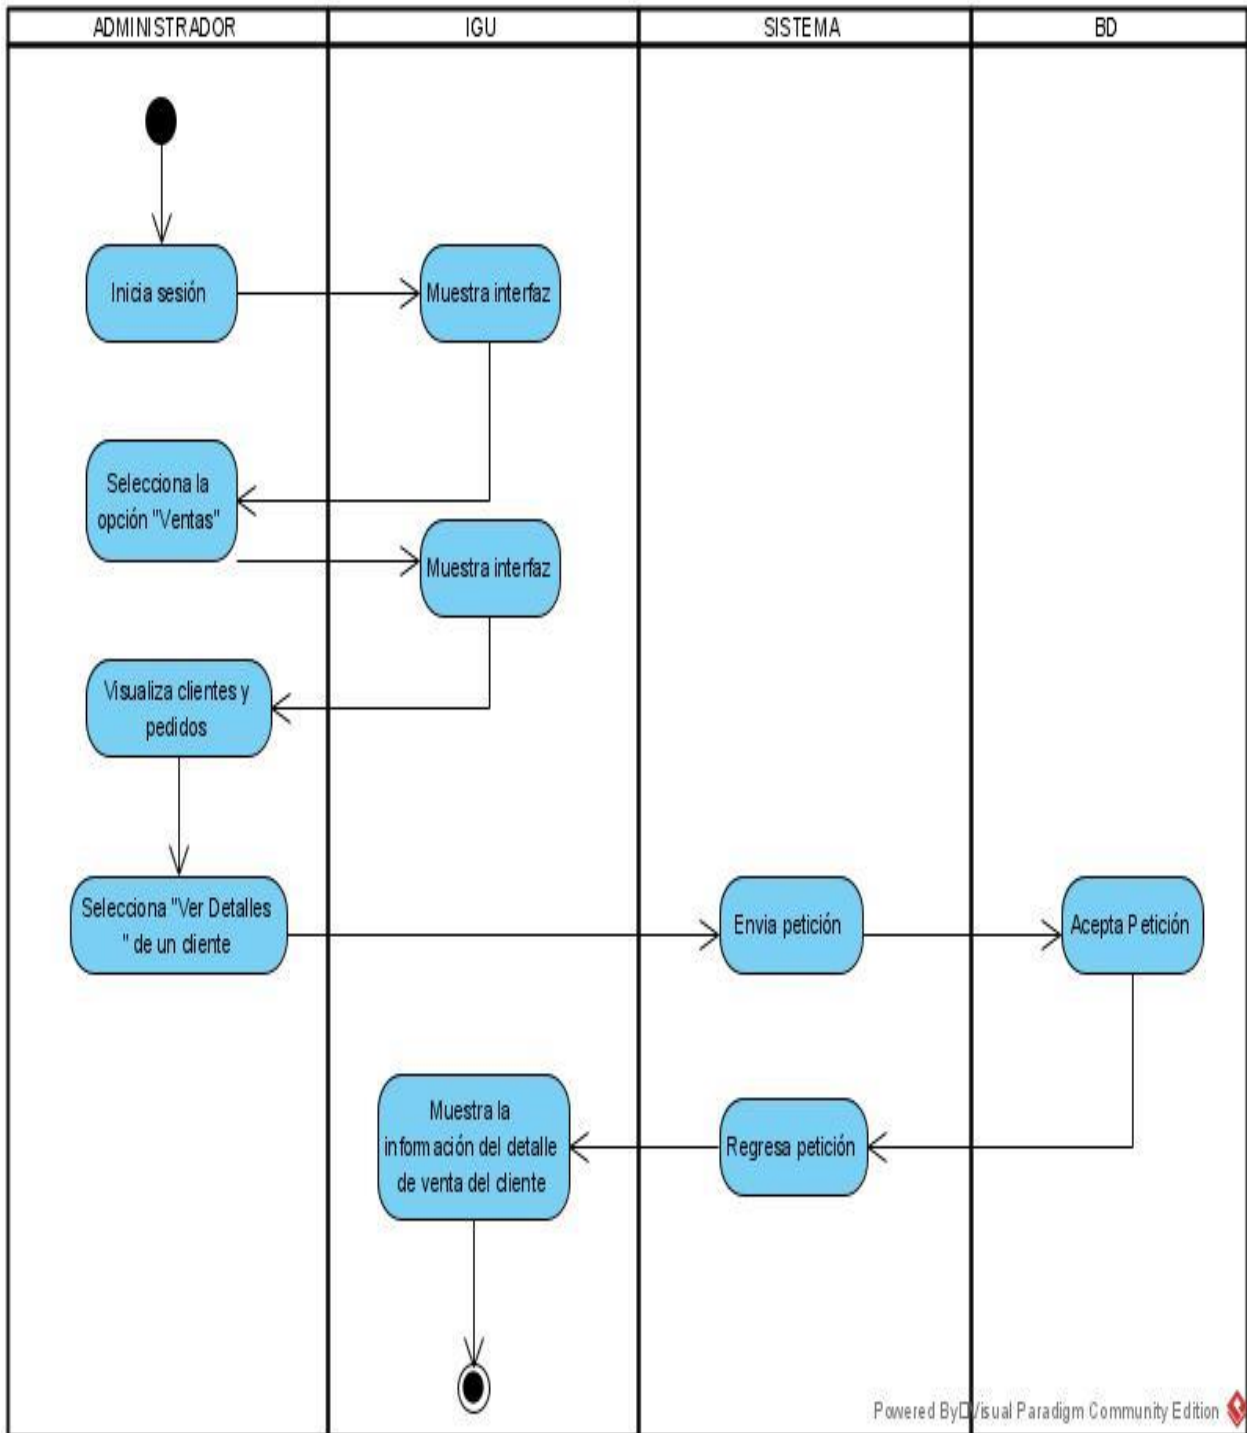 ADMINISTRADOR
IGU
SISTEMA
BD
Inicia sesión
Muestra interfaz
Selecciona la
opción "Ventas"
Muestra interfaz
Visualiza clientes y
pedidos
Selecciona "Ver Detalles
" de un cliente
Envia petición
Acepta Petición
Muestra la
información del detalle
de venta del cliente
Regresa petición
Powered By Visual Paradigm Community Edition